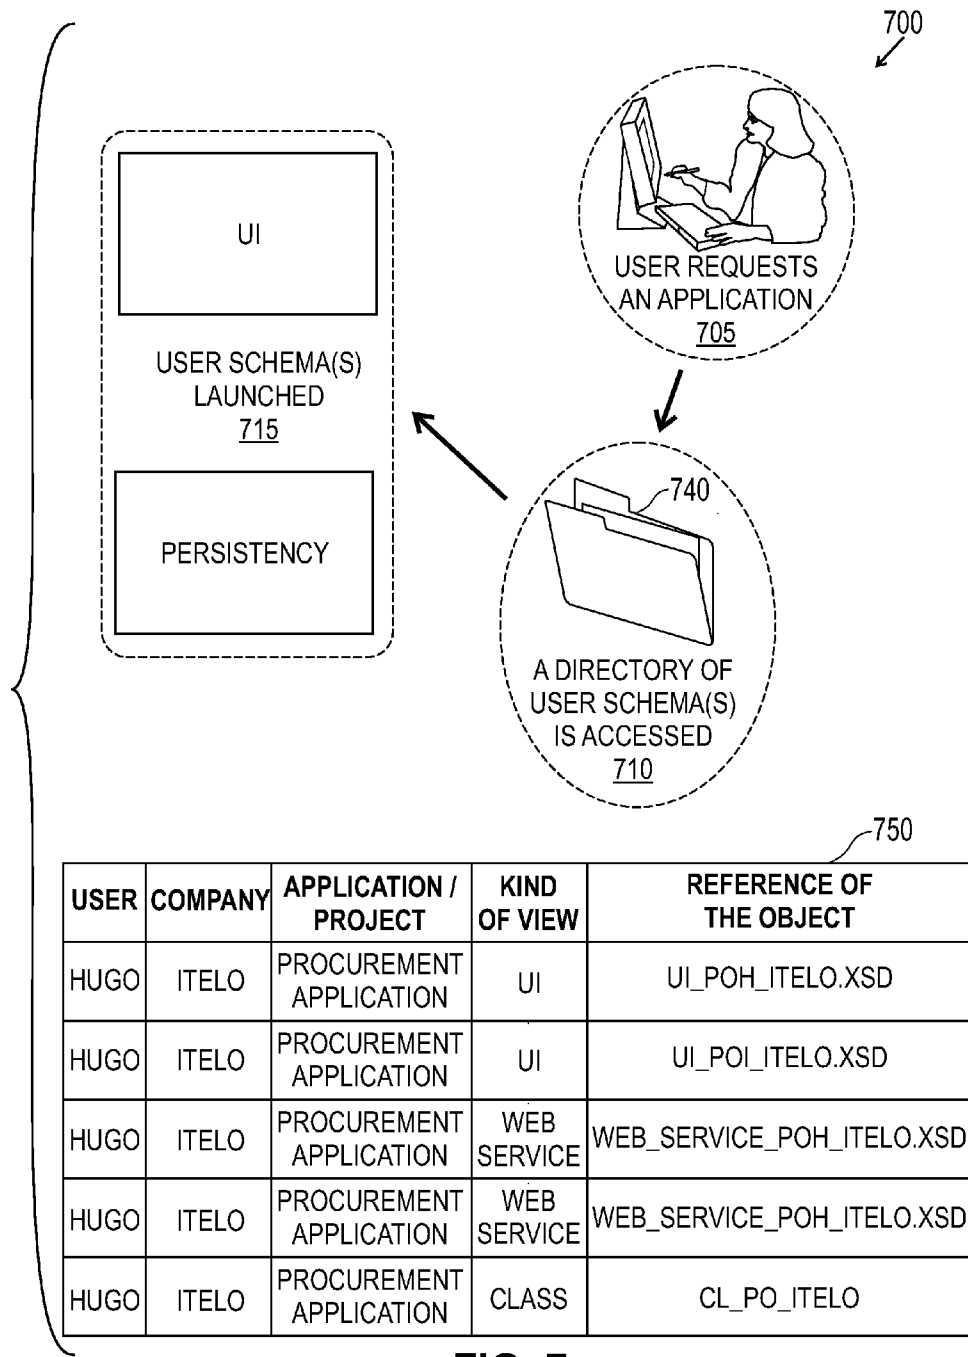 700
UI
USER SCHEMA(S)
LAUNCHED
715
PERSISTENCY
USER REQUESTS
AN APPLICATION
705
740
A DIRECTORY OF
USER SCHEMA(S)
IS ACCESSED
710
750
USER COMPANY APPLICATION / PROJECT KIND OF VIEW REFERENCE OF THE OBJECT
HUGO ITELO PROCUREMENT APPLICATION UI UI_POH_ITELO.XSD
HUGO ITELO PROCUREMENT APPLICATION UI UI_POI_ITELO.XSD
HUGO ITELO PROCUREMENT APPLICATION WEB SERVICE WEB_SERVICE_POH_ITELO.XSD
HUGO ITELO PROCUREMENT APPLICATION WEB SERVICE WEB_SERVICE_POH_ITELO.XSD
HUGO ITELO PROCUREMENT APPLICATION CLASS CL_PO_ITELO